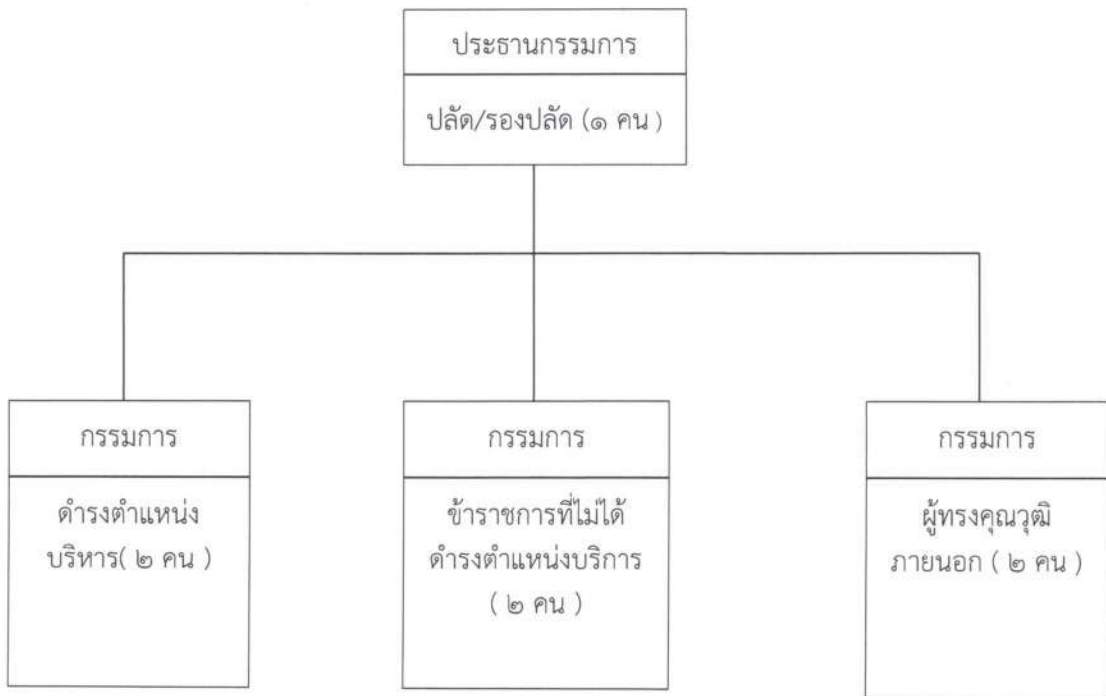 ประธานกรรมการ
ปลัด/รองปลัด (๑ คน )
กรรมการ
ดำรงตำแหน่ง
บริหาร( ๒ คน )
กรรมการ
ข้าราชการที่ไม่ได้
ดำรงตำแหน่งบริการ
( ๒ คน )
กรรมการ
ผู้ทรงคุณวุฒิ
ภายนอก ( ๒ คน )